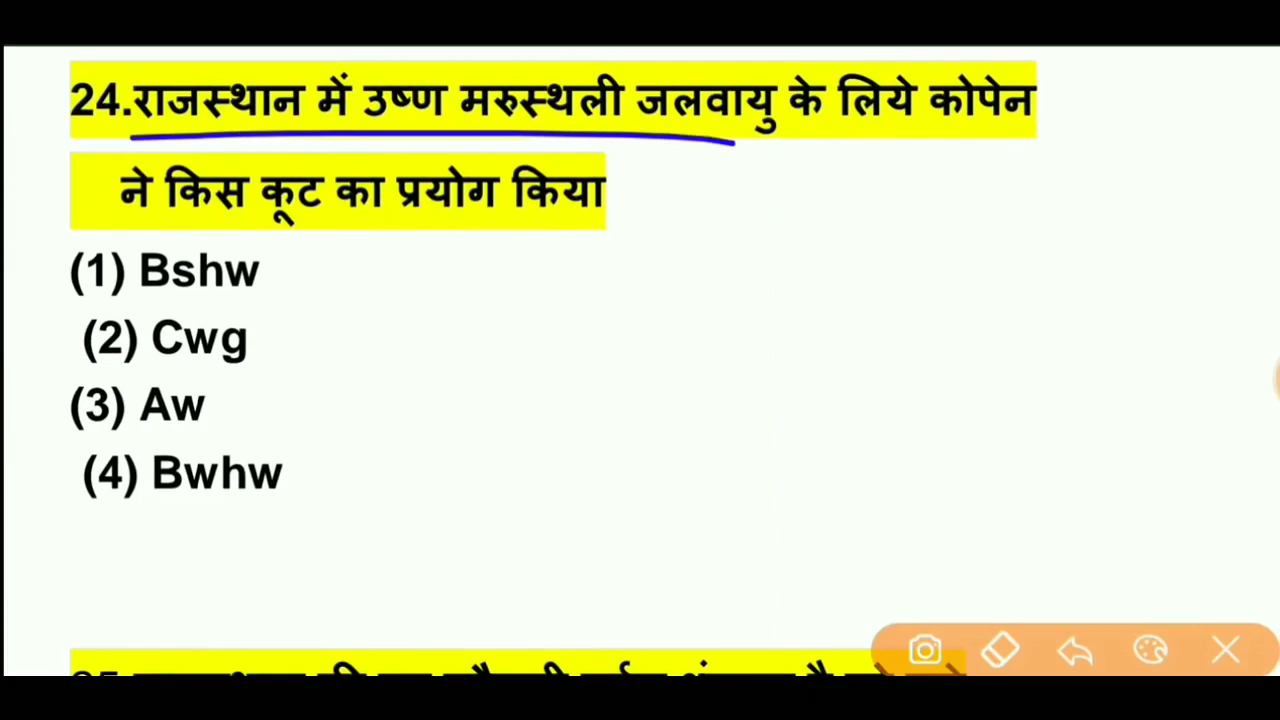 24.राजस्थान में उष्ण मरुस्थली जलवायु के लिये कोपेन
ने किस कूट का प्रयोग किया
(1) Bshw
(2) Cwg
(3) Aw
(4) Bwhw